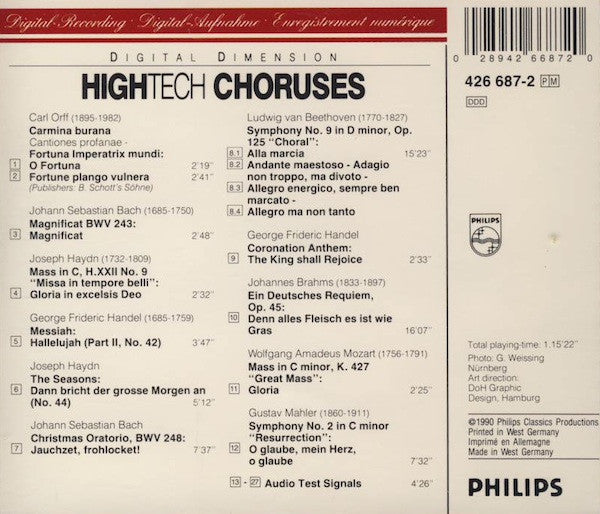 Digital-Recording · Digital-Aufnahme · Enregistrement numérique
DIGITAL DIMENSION
HIGHTECH CHORUSES
Carl Orff (1895-1982)
Carmina burana
Cantiones profanae -
Fortuna Imperatrix mundi:
1 O Fortuna 2'19"
2 Fortune plango vulnera 2'41"
(Publishers: B. Schott's Söhne)
Johann Sebastian Bach (1685-1750)
Magnificat BWV 243:
3 Magnificat 2'48"
Joseph Haydn (1732-1809)
Mass in C, H.XXII No. 9
"Missa in tempore belli":
4 Gloria in excelsis Deo 2'32"
George Frideric Handel (1685-1759)
Messiah:
5 Hallelujah (Part II, No. 42) 3'47"
Joseph Haydn
The Seasons:
6 Dann bricht der grosse Morgen an
(No. 44) 5'12"
Johann Sebastian Bach
Christmas Oratorio, BWV 248:
7 Jauchzet, frohlocket! 7'37"
Ludwig van Beethoven (1770-1827)
Symphony No. 9 in D minor, Op.
125 "Choral":
8.1 Alla marcia 15'23"
8.2 Andante maestoso - Adagio
non troppo, ma divoto -
8.3 Allegro energico, sempre ben
marcato -
8.4 Allegro ma non tanto
George Frideric Handel
Coronation Anthem:
9 The King shall Rejoice 2'33"
Johannes Brahms (1833-1897)
Ein Deutsches Requiem,
Op. 45:
10 Denn alles Fleisch es ist wie
Gras 16'07"
Wolfgang Amadeus Mozart (1756-1791)
Mass in C minor, K. 427
"Great Mass":
11 Gloria 2'25"
Gustav Mahler (1860-1911)
Symphony No. 2 in C minor
"Resurrection":
12 O glaube, mein Herz,
o glaube 7'32"
13 - 27 Audio Test Signals 4'26"
0 28942 66872 0
426 687-2 PM
DDD
PHILIPS
Total playing-time: 1.15'22"
Photo: G. Weissing
Nürnberg
Art direction:
DoH Graphic
Design, Hamburg
©1990 Philips Classics Productions
Printed in West Germany
Imprimé en Allemagne
Made in West Germany
PHILIPS